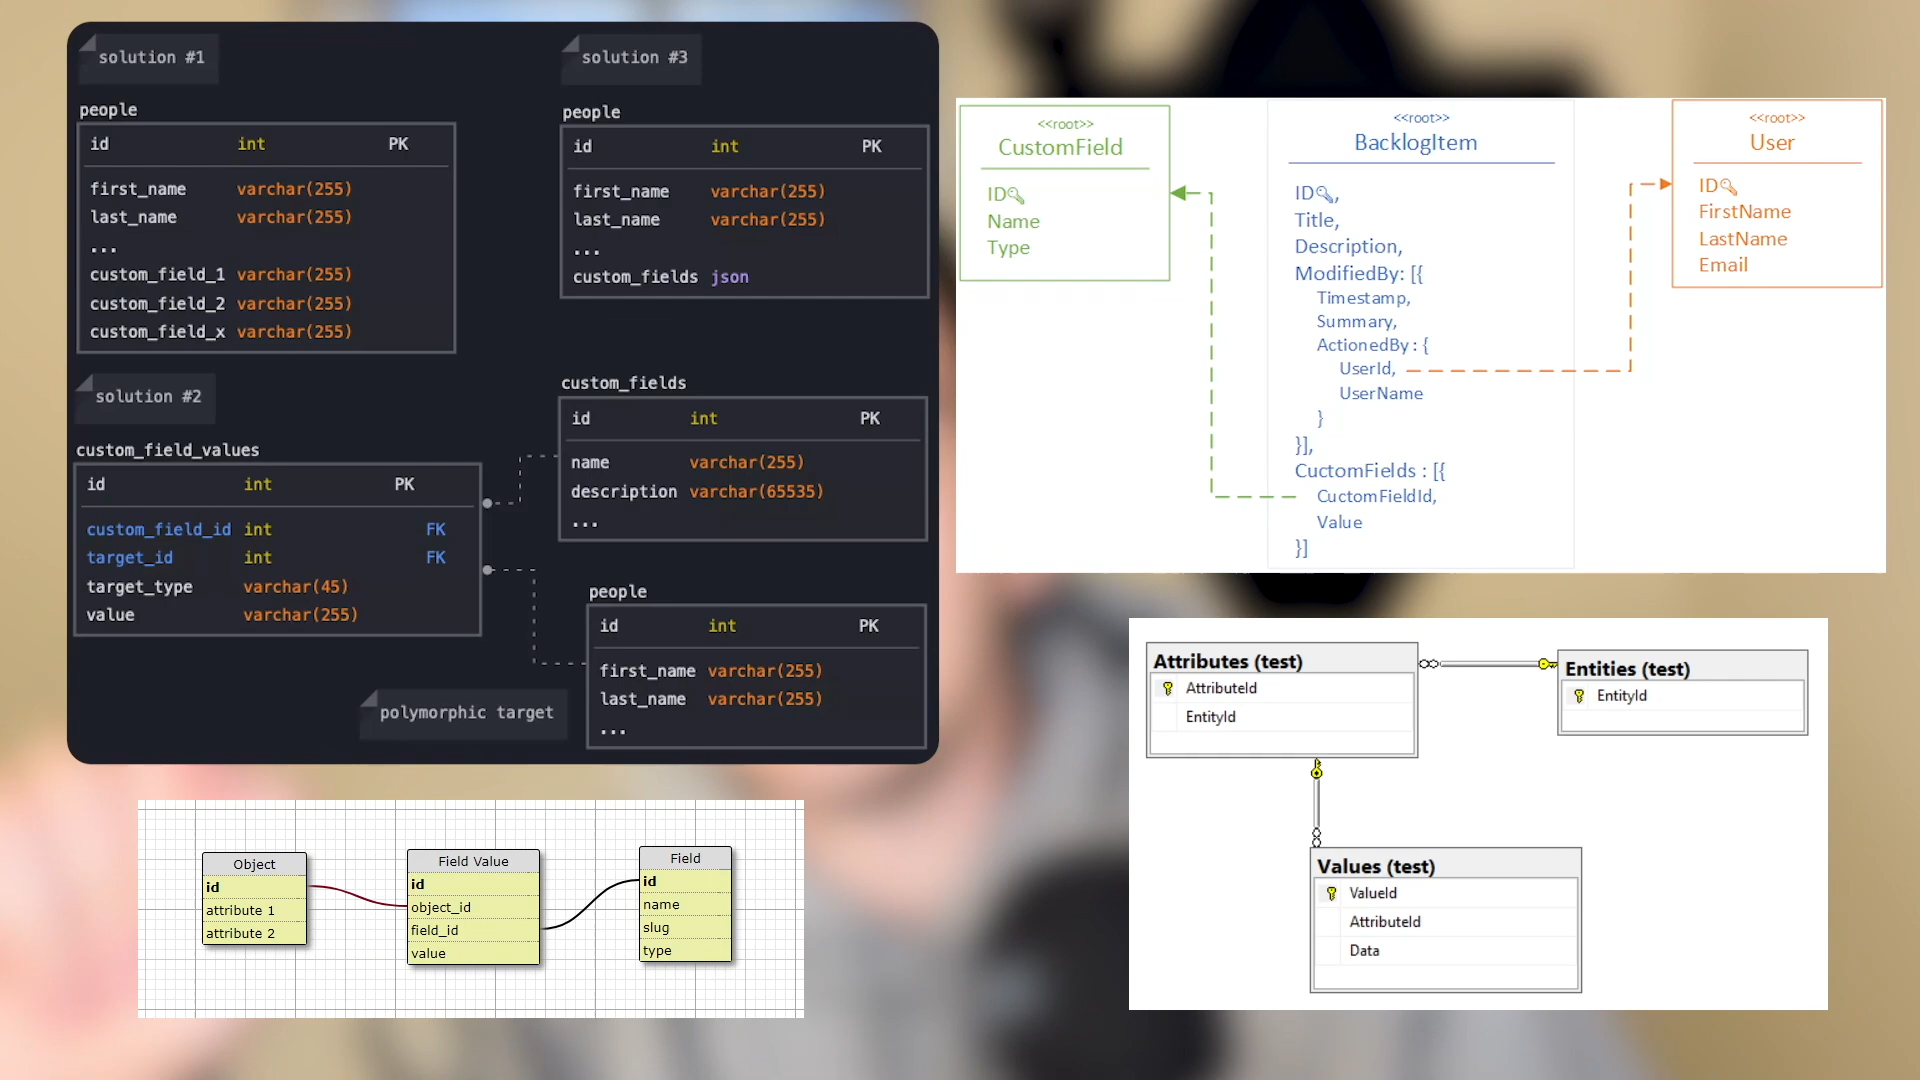 solution #1
people
id int PK
first_name varchar(255)
last_name varchar(255)
...
custom_field_1 varchar(255)
custom_field_2 varchar(255)
custom_field_x varchar(255)
solution #3
people
id int PK
first_name varchar(255)
last_name varchar(255)
...
custom_fields json
solution #2
custom_field_values
id int PK
custom_field_id int FK
target_id int FK
target_type varchar(45)
value varchar(255)
custom_fields
id int PK
name varchar(255)
description varchar(65535)
...
people
id int PK
first_name varchar(255)
last_name varchar(255)
...
polymorphic target
<<root>>
CustomField
ID
Name
Type
<<root>>
BacklogItem
ID,
Title,
Description,
ModifiedBy: [{
Timestamp,
Summary,
ActionedBy : {
UserId,
UserName
}
}],
CuctomFields : [{
CuctomFieldId,
Value
}]
<<root>>
User
ID
FirstName
LastName
Email
Object
id
attribute 1
attribute 2
Field Value
id
object_id
field_id
value
Field
id
name
slug
type
Attributes (test)
AttributeId
EntityId
Entities (test)
EntityId
Values (test)
ValueId
AttributeId
Data